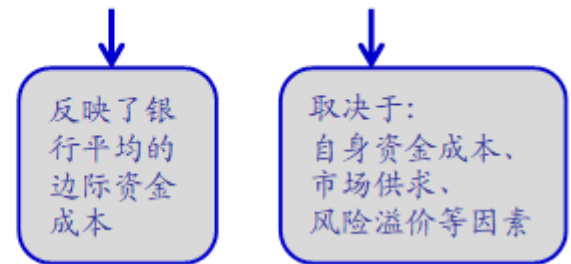 反映了银
行平均的
边际资金
成本
取决于:
自身资金成本、
市场供求、
风险溢价等因素